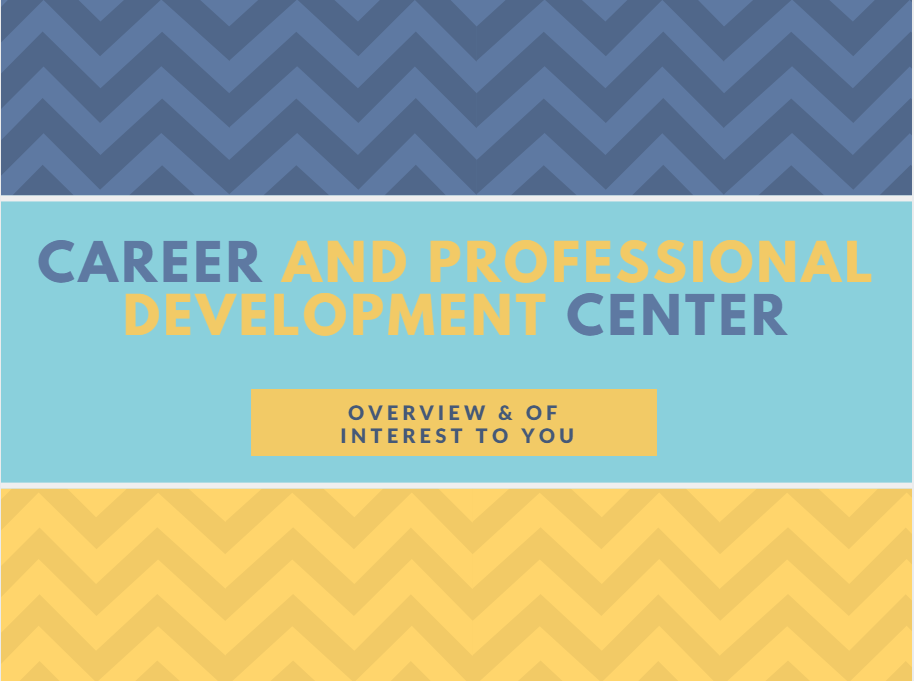 CAREER AND PROFESSIONAL
DEVELOPMENT CENTER
OVERVIEW & OF
INTEREST TO YOU